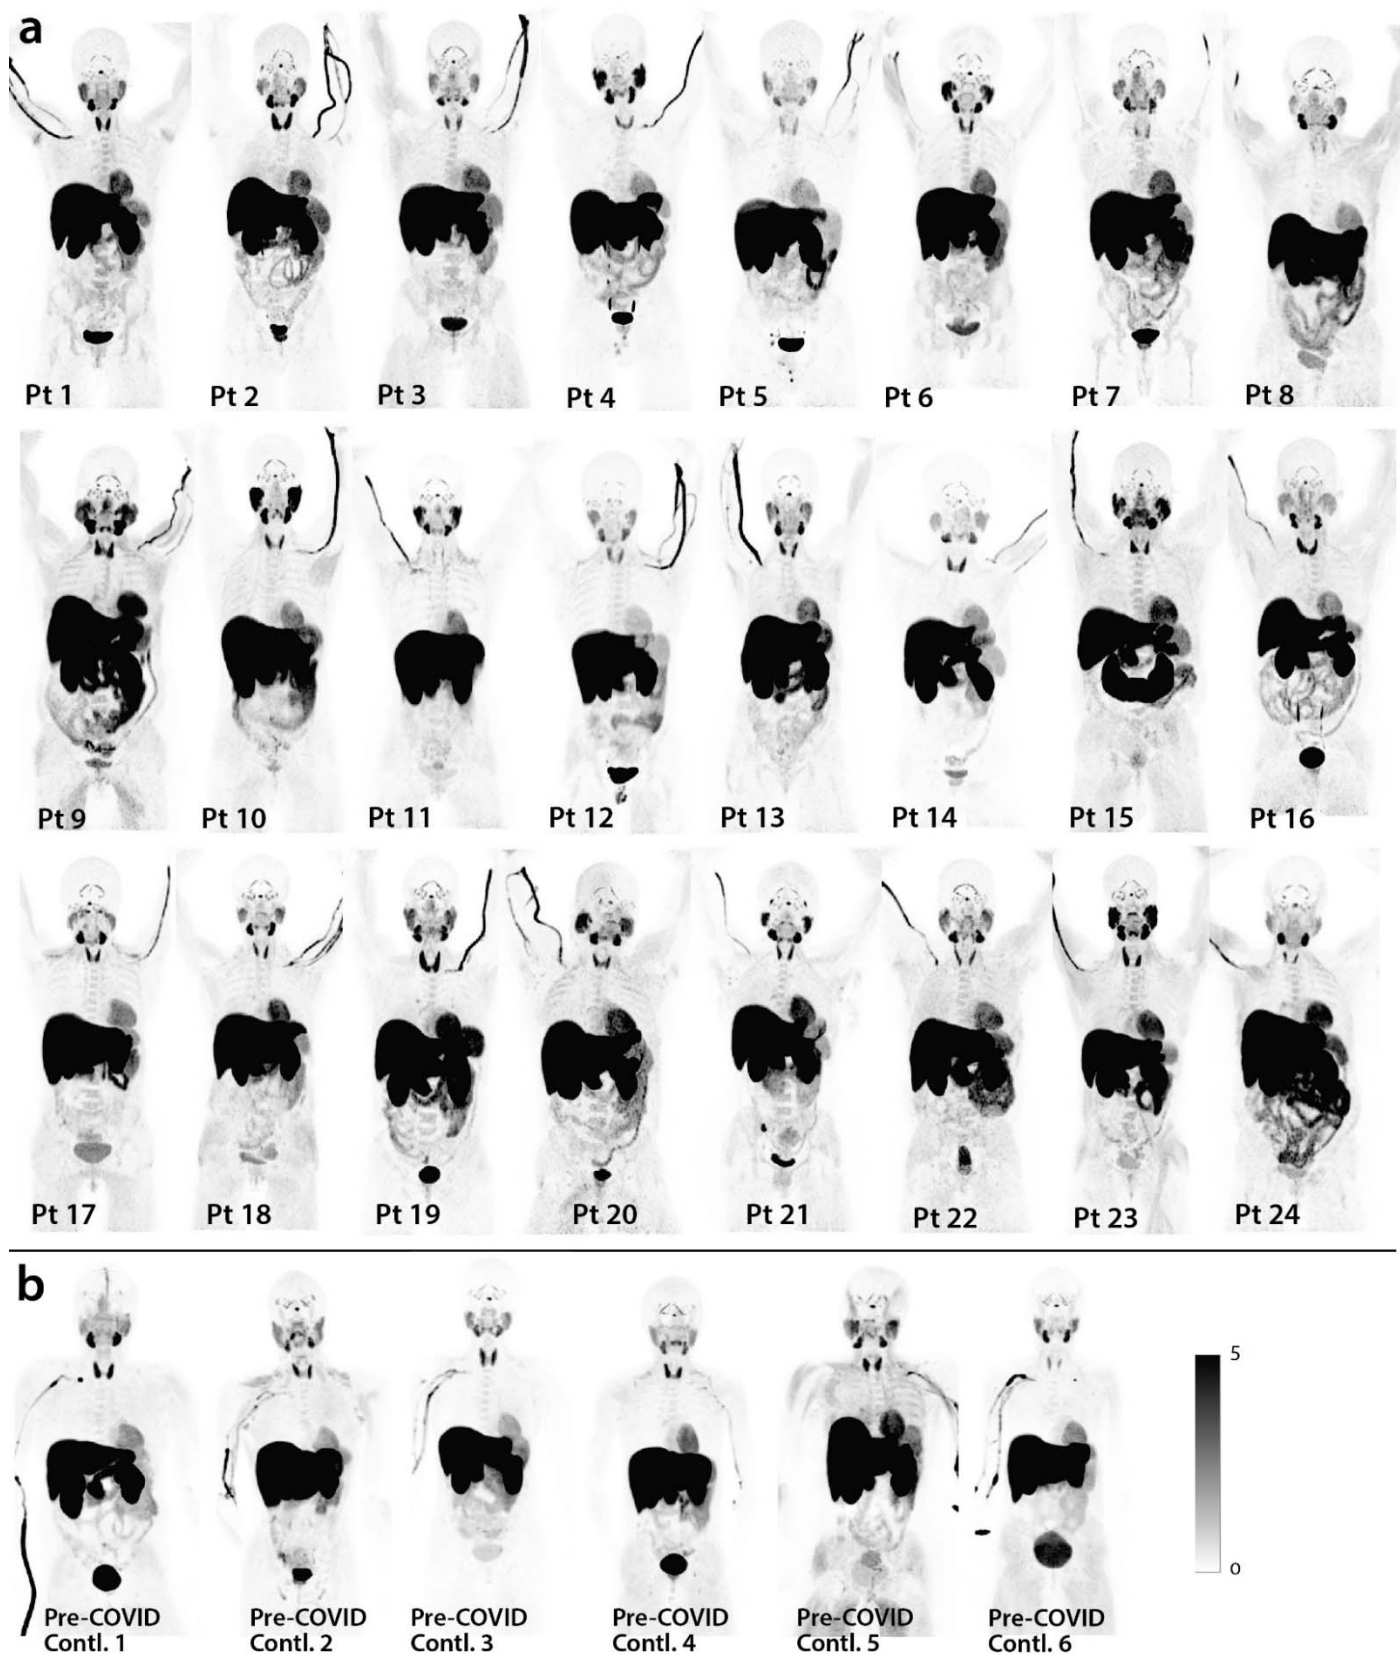 a
Pt 1 Pt 2 Pt 3 Pt 4 Pt 5 Pt 6 Pt 7 Pt 8
Pt 9 Pt 10 Pt 11 Pt 12 Pt 13 Pt 14 Pt 15 Pt 16
Pt 17 Pt 18 Pt 19 Pt 20 Pt 21 Pt 22 Pt 23 Pt 24
b
5
0
Pre-COVID Pre-COVID Pre-COVID Pre-COVID Pre-COVID Pre-COVID
Contl. 1 Contl. 2 Contl. 3 Contl. 4 Contl. 5 Contl. 6